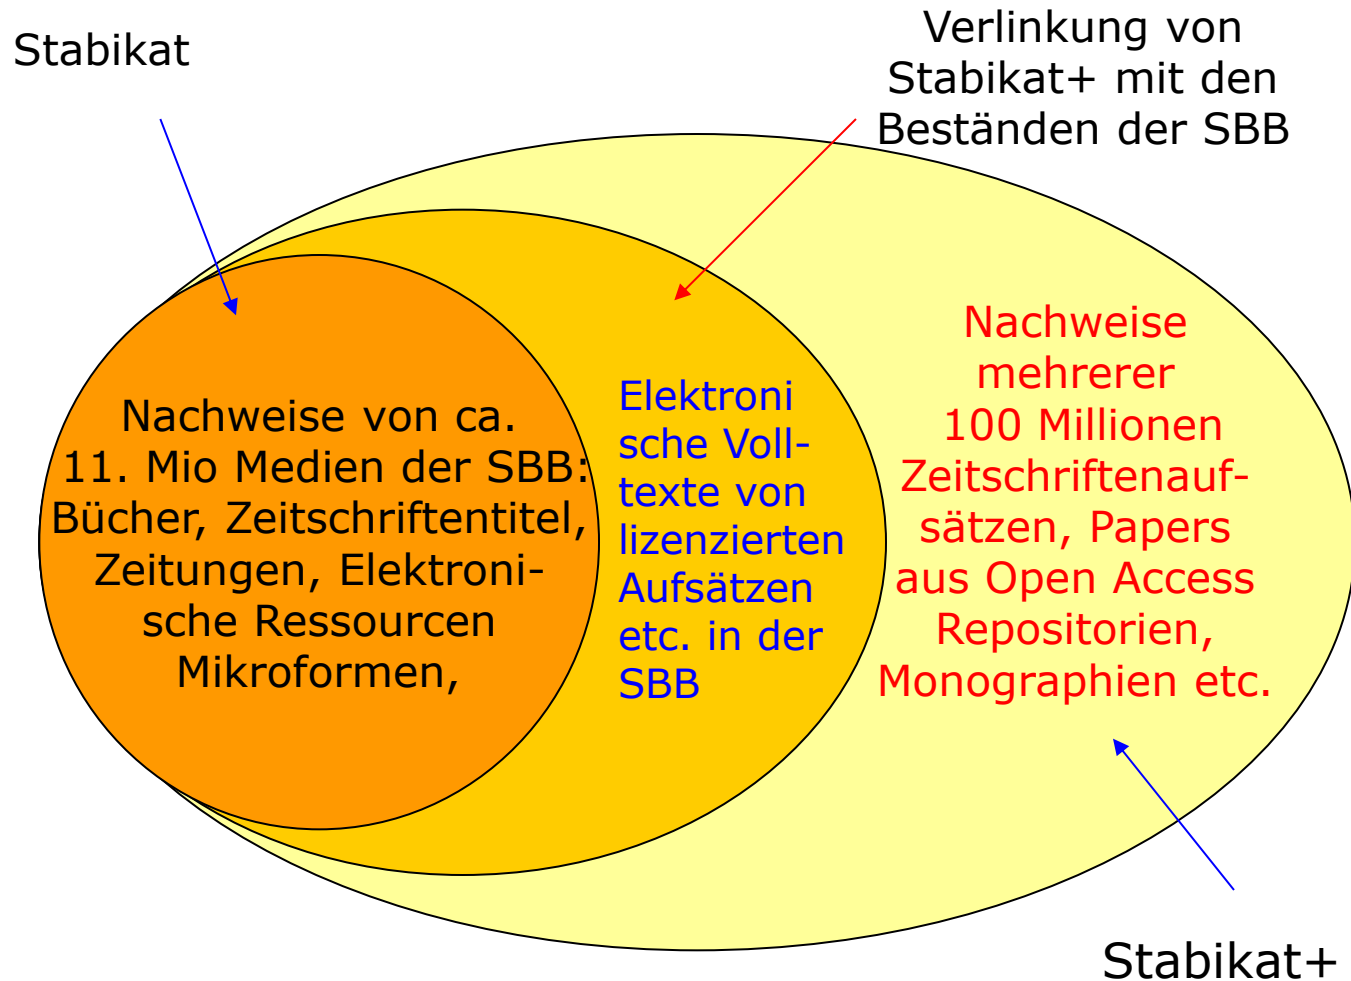 Stabikat
Verlinkung von
Stabikat+ mit den
Beständen der SBB
Nachweise von ca.
11. Mio Medien der SBB:
Bücher, Zeitschriftentitel,
Zeitungen, Elektroni-
sche Ressourcen
Mikroformen,
Elektroni
sche Voll-
texte von
lizenzierten
Aufsätzen
etc. in der
SBB
Nachweise
mehrerer
100 Millionen
Zeitschriftenauf-
sätzen, Papers
aus Open Access
Repositorien,
Monographien etc.
Stabikat+